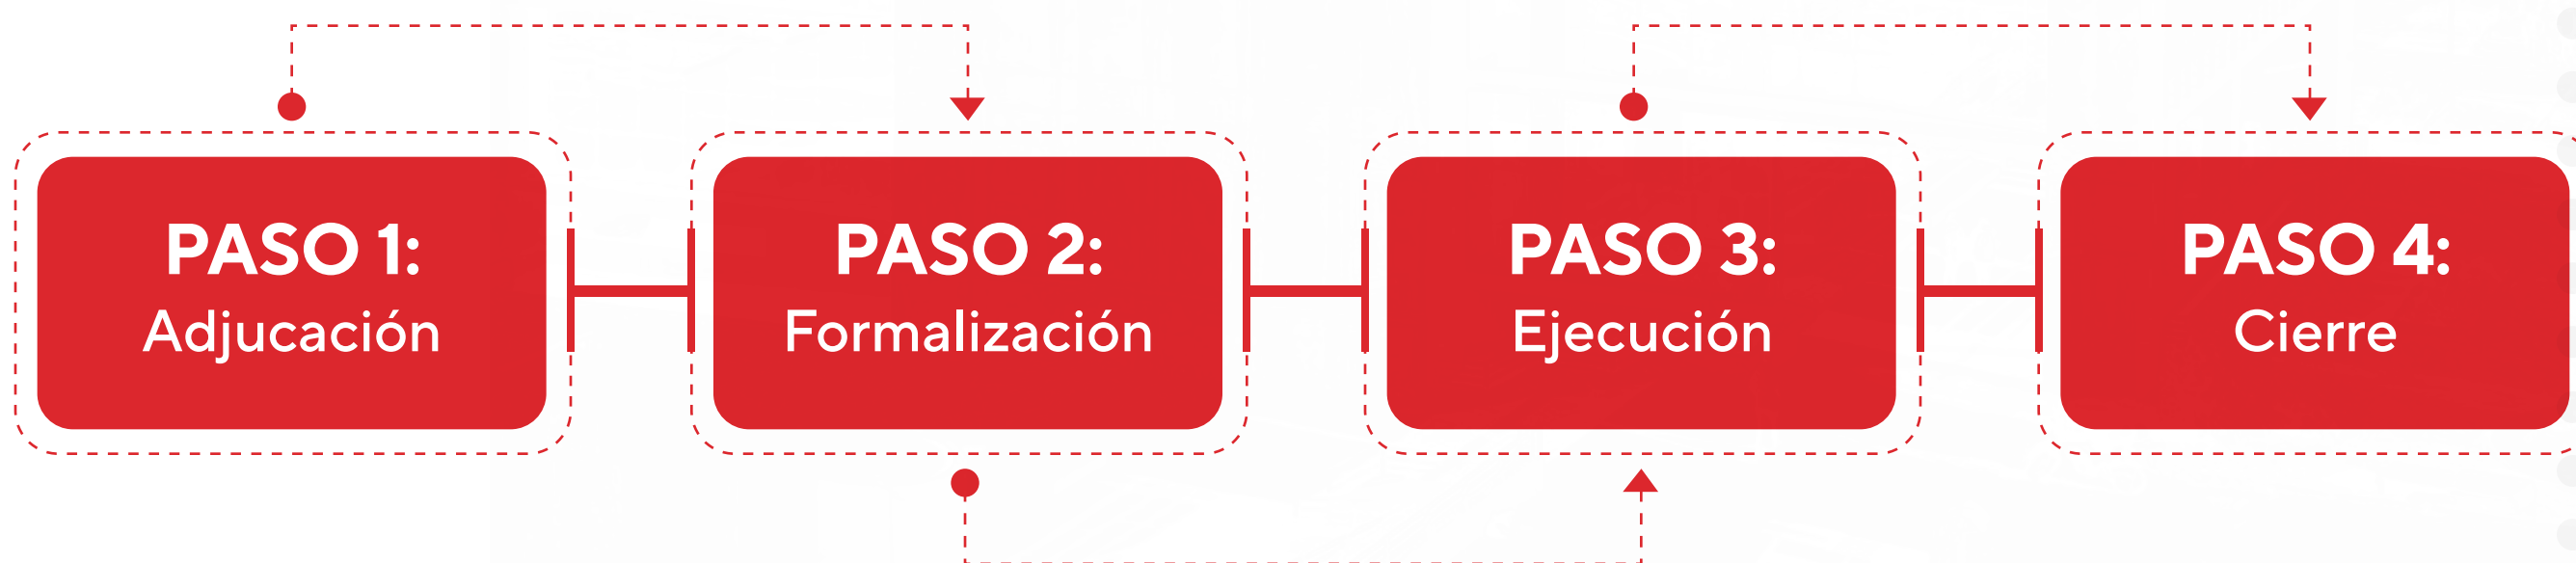 PASO 1:
Adjucación
PASO 2:
Formalización
PASO 3:
Ejecución
PASO 4:
Cierre